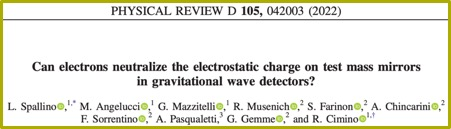 PHYSICAL REVIEW D 105, 042003 (2022)
Can electrons neutralize the electrostatic charge on test mass mirrors
in gravitational wave detectors?
L. Spallino,1,* M. Angelucci,1 G. Mazzitelli,1 R. Musenich,2 S. Farinon,2 A. Chincarini,2
F. Sorrentino,2 A. Pasqualetti,3 G. Gemme,2 and R. Cimino1,†